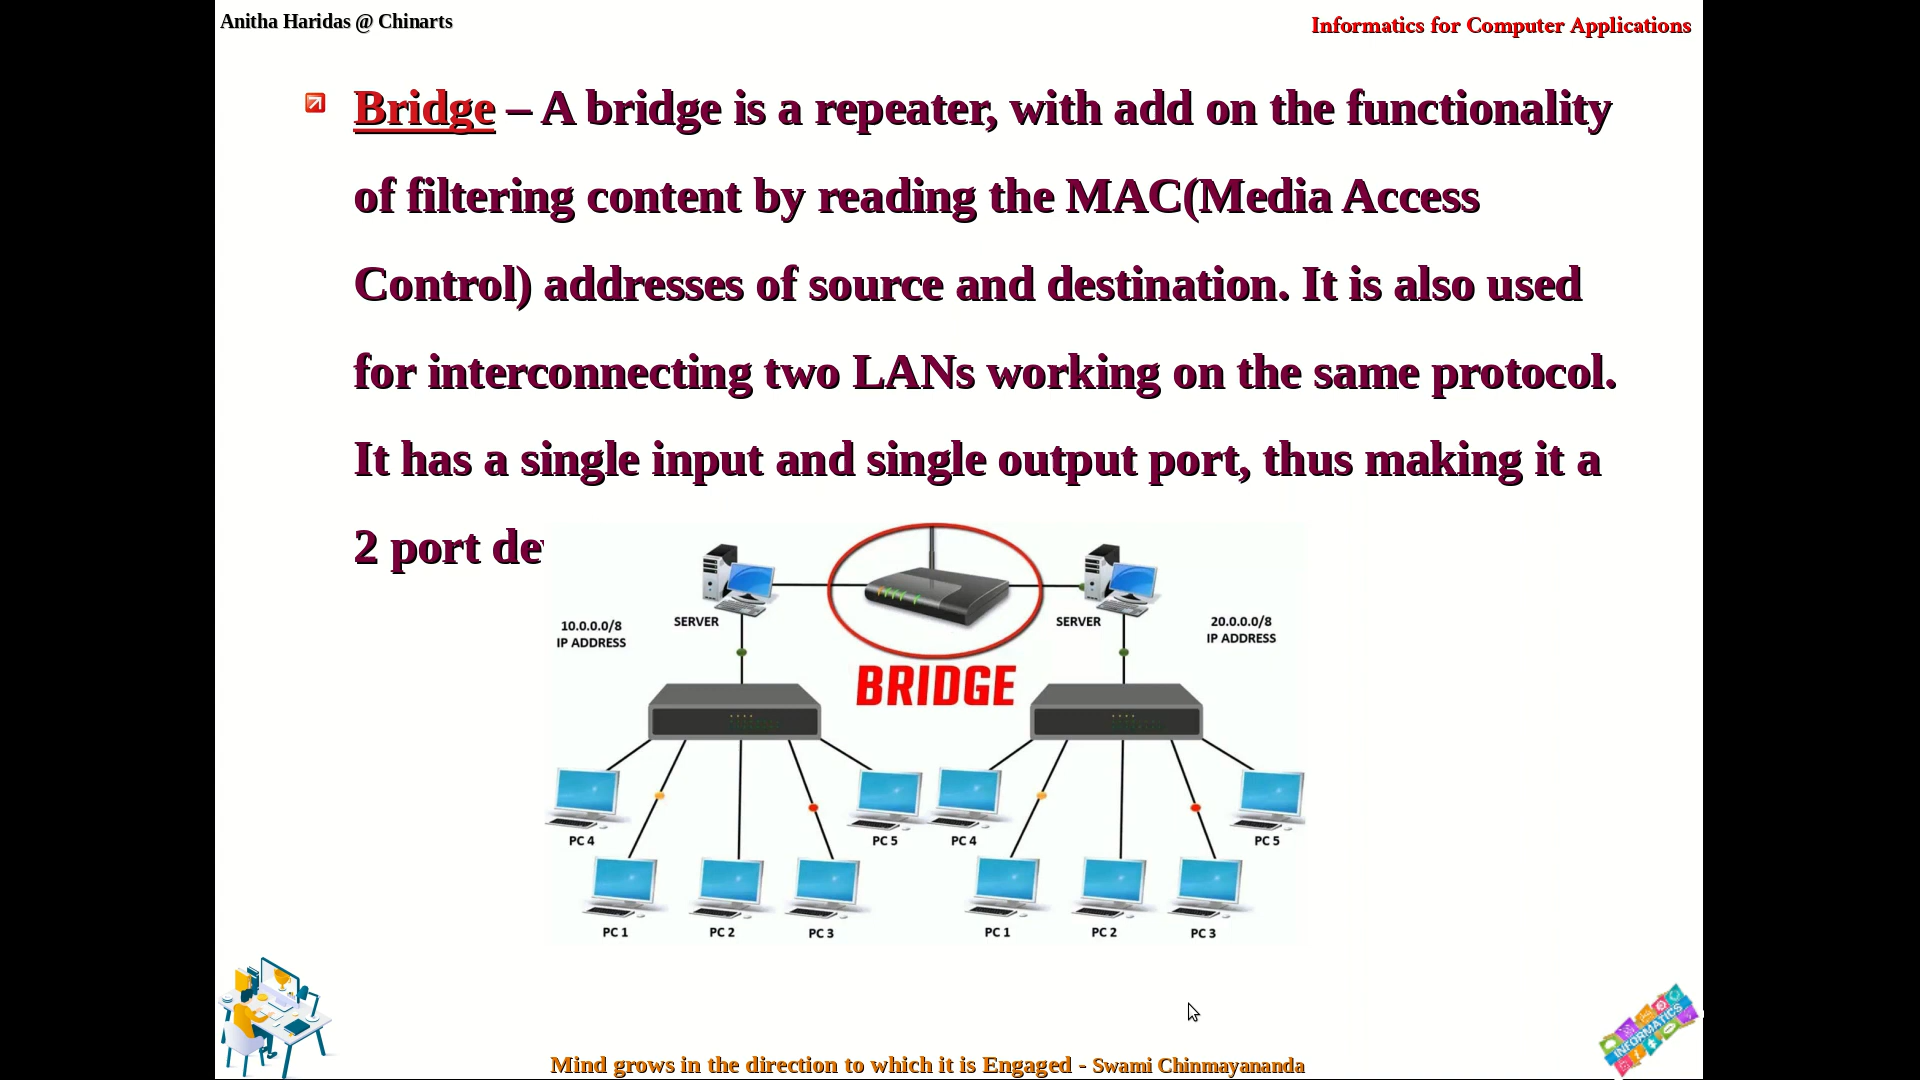 Anitha Haridas @ Chinarts
Informatics for Computer Applications
Bridge – A bridge is a repeater, with add on the functionality
of filtering content by reading the MAC(Media Access
Control) addresses of source and destination. It is also used
for interconnecting two LANs working on the same protocol.
It has a single input and single output port, thus making it a
2 port
10.0.0.0/8
IP ADDRESS
SERVER
SERVER
20.0.0.0/8
IP ADDRESS
BRIDGE
PC 4
PC 5
PC 4
PC 5
PC 1
PC 2
PC 3
PC 1
PC 2
PC 3
INFORMATICS
Mind grows in the direction to which it is Engaged - Swami Chinmayananda